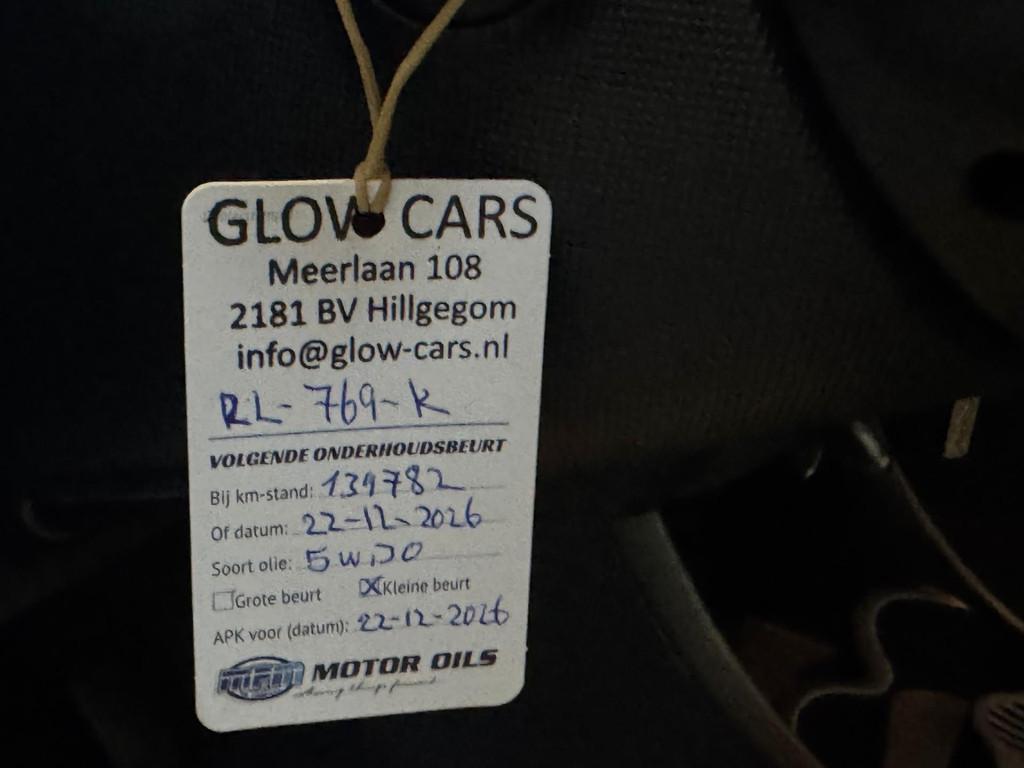 GLOW CARS
Meerlaan 108
2181 BV Hillgegom
info@glow-cars.nl
RL-769-K
VOLGENDE ONDERHOUDSBEURT
Bij km-stand: 139782
Of datum: 22-12-2026
Soort olie: 5W30
Grote beurt Kleine beurt
APK voor (datum): 22-12-2026
MPM MOTOR OILS